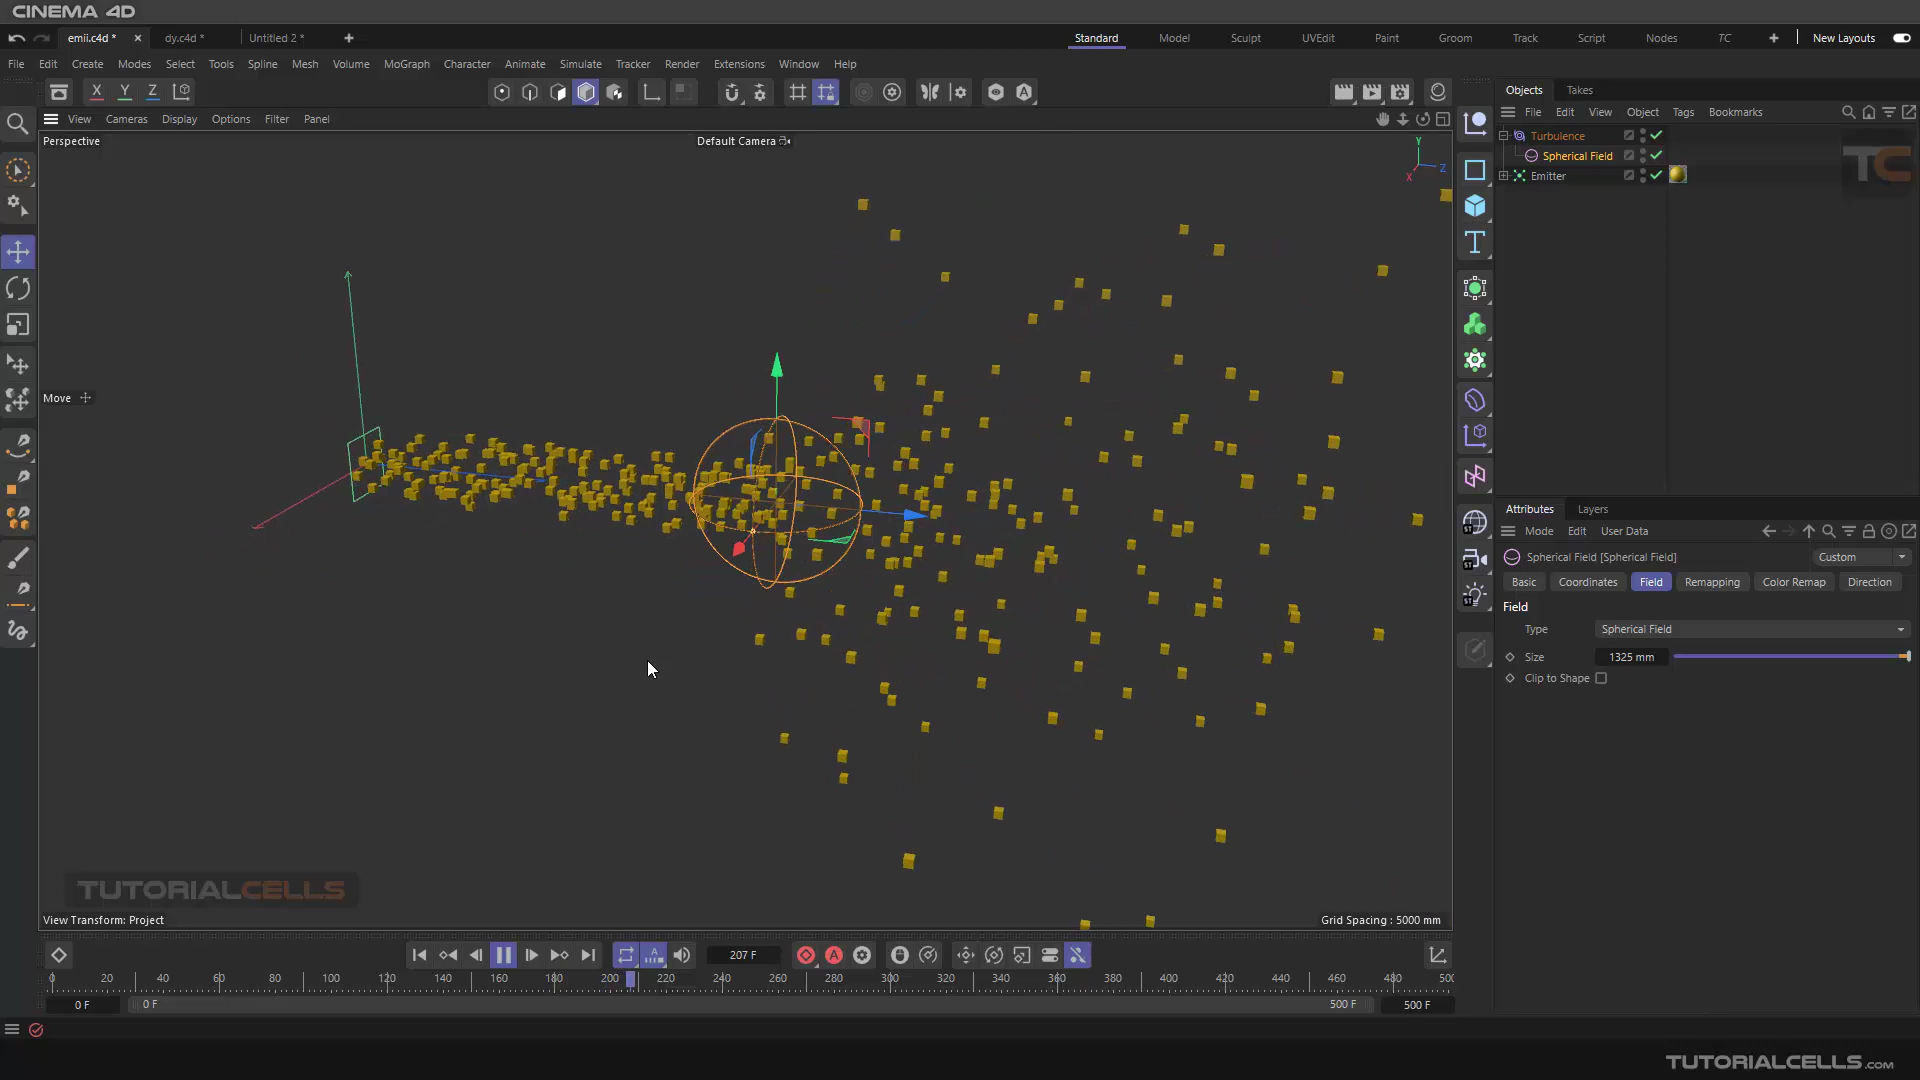 CINEMA 4D
emii.c4d *
dy.c4d *
Untitled 2 *
Standard
Model
Sculpt
UVEdit
Paint
Groom
Track
Script
Nodes
TC
New Layouts
File Edit Create Modes Select Tools Spline Mesh Volume MoGraph Character Animate Simulate Tracker Render Extensions Window Help
X Y Z
View Cameras Display Options Filter Panel
Perspective
Default Camera
Y
Z
X
Move
TUTORIALCELLS
View Transform: Project
Grid Spacing : 5000 mm
Objects Takes
File Edit View Object Tags Bookmarks
Turbulence
Spherical Field
Emitter
TC
Attributes Layers
Mode Edit User Data
Spherical Field [Spherical Field]
Custom
Basic Coordinates Field Remapping Color Remap Direction
Field
Type Spherical Field
Size 1325 mm
Clip to Shape
207 F
0 20 40 60 80 100 120 140 160 180 200 220 240 260 280 300 320 340 360 380 400 420 440 460 480 500
0 F
0 F
500 F
500 F
TUTORIALCELLS.com